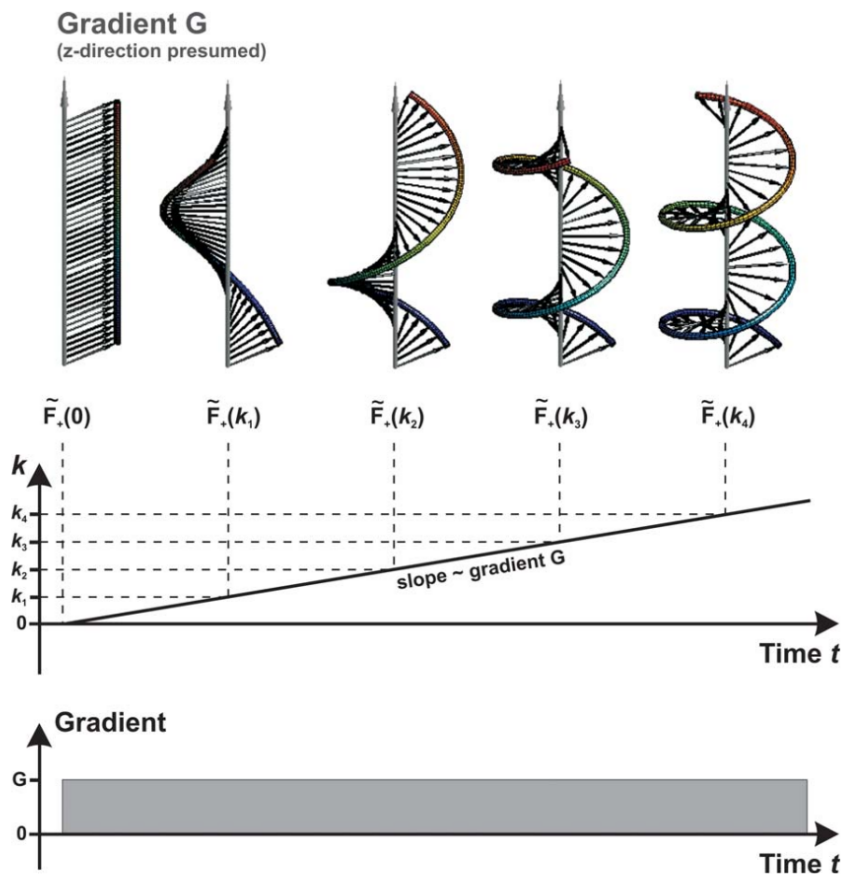 Gradient G
(z-direction presumed)
F̃₊(0) F̃₊(k₁) F̃₊(k₂) F̃₊(k₃) F̃₊(k₄)
k
k₄
k₃
k₂
k₁
0
slope ~ gradient G
Time t
Gradient
G
0
Time t